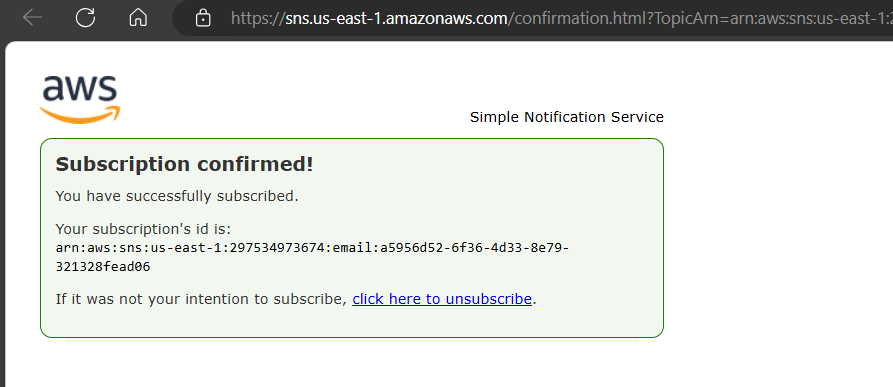 https://sns.us-east-1.amazonaws.com/confirmation.html?TopicArn=arn:aws:sns:us-east-1:
aws
Simple Notification Service
Subscription confirmed!
You have successfully subscribed.
Your subscription's id is:
arn:aws:sns:us-east-1:297534973674:email:a5956d52-6f36-4d33-8e79-
321328fead06
If it was not your intention to subscribe, click here to unsubscribe.